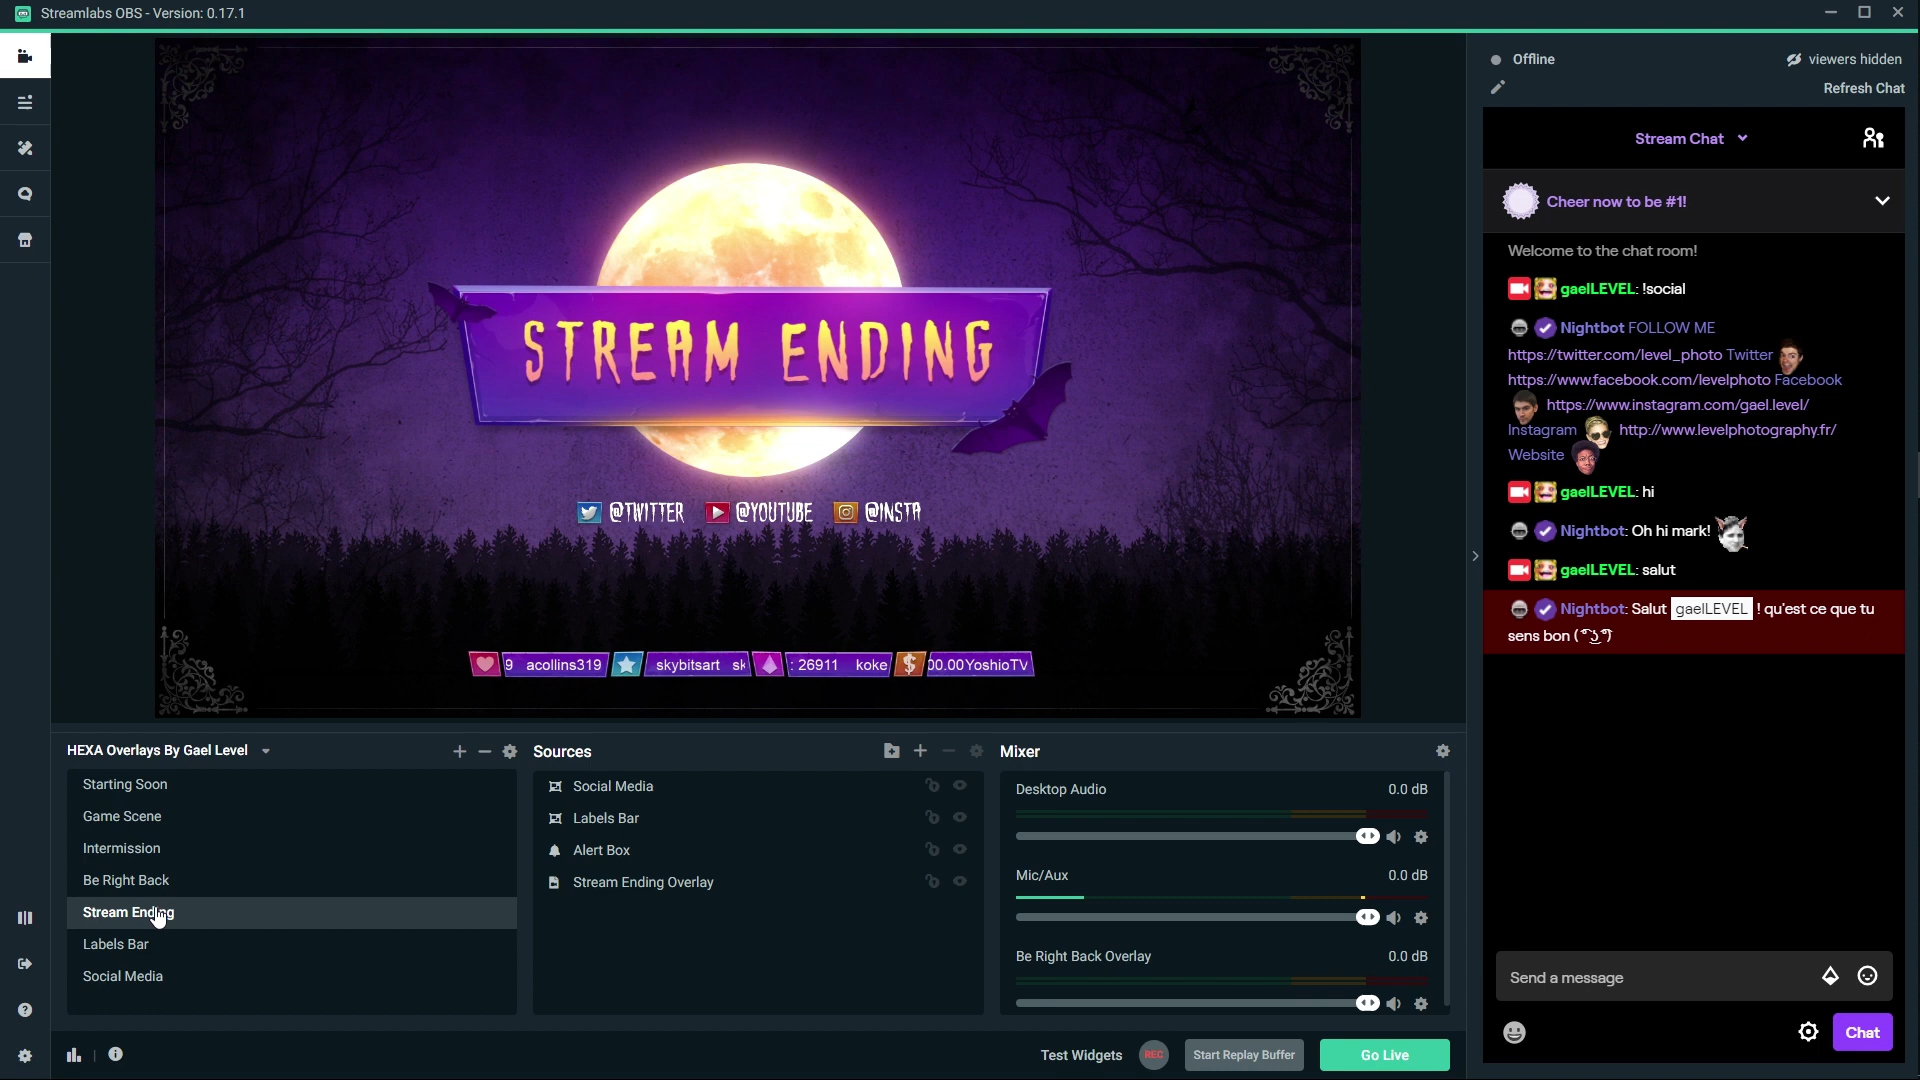 Streamlabs OBS - Version: 0.17.1
Offline
viewers hidden
Refresh Chat
Stream Chat
Cheer now to be #1!
Welcome to the chat room!
gaelLEVEL: !social
Nightbot FOLLOW ME
https://twitter.com/level_photo Twitter
https://www.facebook.com/levelphoto Facebook
https://www.instagram.com/gael.level/
Instagram http://www.levelphotography.fr/
Website
gaelLEVEL: hi
Nightbot: Oh hi mark!
gaelLEVEL: salut
Nightbot: Salut gaelLEVEL ! qu'est ce que tu
sens bon ( ͡° ͜ʖ ͡°)
Send a message
Chat
STREAM ENDING
@TWITTER @YOUTUBE @INSTA
9 acollins319 skybitsart sk : 26911 koke $ 00.00YoshioTV
HEXA Overlays By Gael Level
Starting Soon
Game Scene
Intermission
Be Right Back
Stream Ending
Labels Bar
Social Media
Sources
Social Media
Labels Bar
Alert Box
Stream Ending Overlay
Mixer
Desktop Audio 0.0 dB
Mic/Aux 0.0 dB
Be Right Back Overlay 0.0 dB
Test Widgets REC Start Replay Buffer Go Live